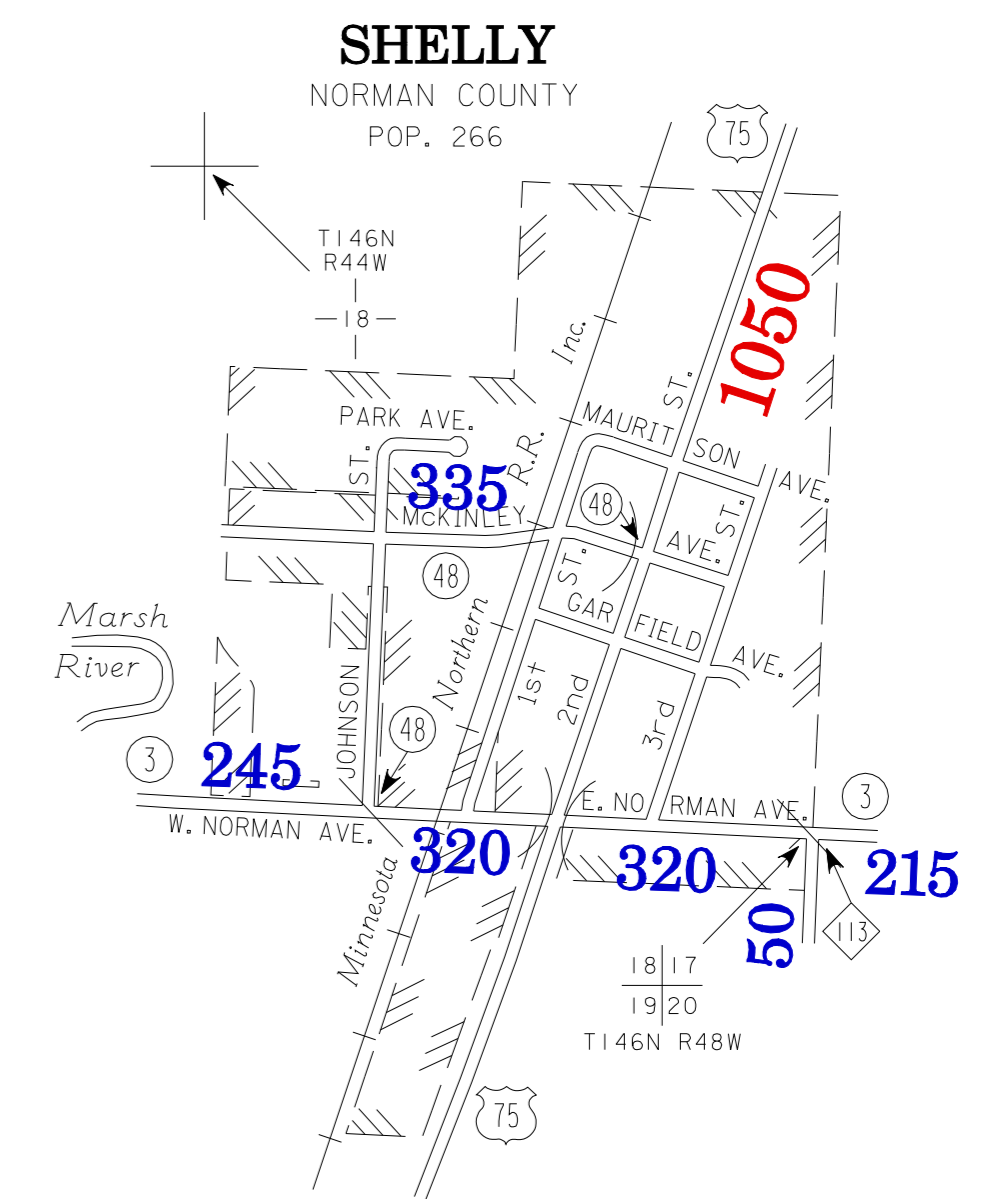 SHELLY
NORMAN COUNTY
POP. 266
75
T146N
R44W
18
1050
Inc.
ST.
PARK AVE.
MAURIT SON AVE.
R.R.
ST.
335
48
ST.
McKINLEY AVE.
48
ST.
GAR FIELD AVE.
Marsh
River
Northern
1st
2nd
3rd
JOHNSON
48
3
245
E. NO RMAN AVE.
3
W. NORMAN AVE.
320
320
215
50
113
Minnesota
18 17
19 20
T146N R48W
75